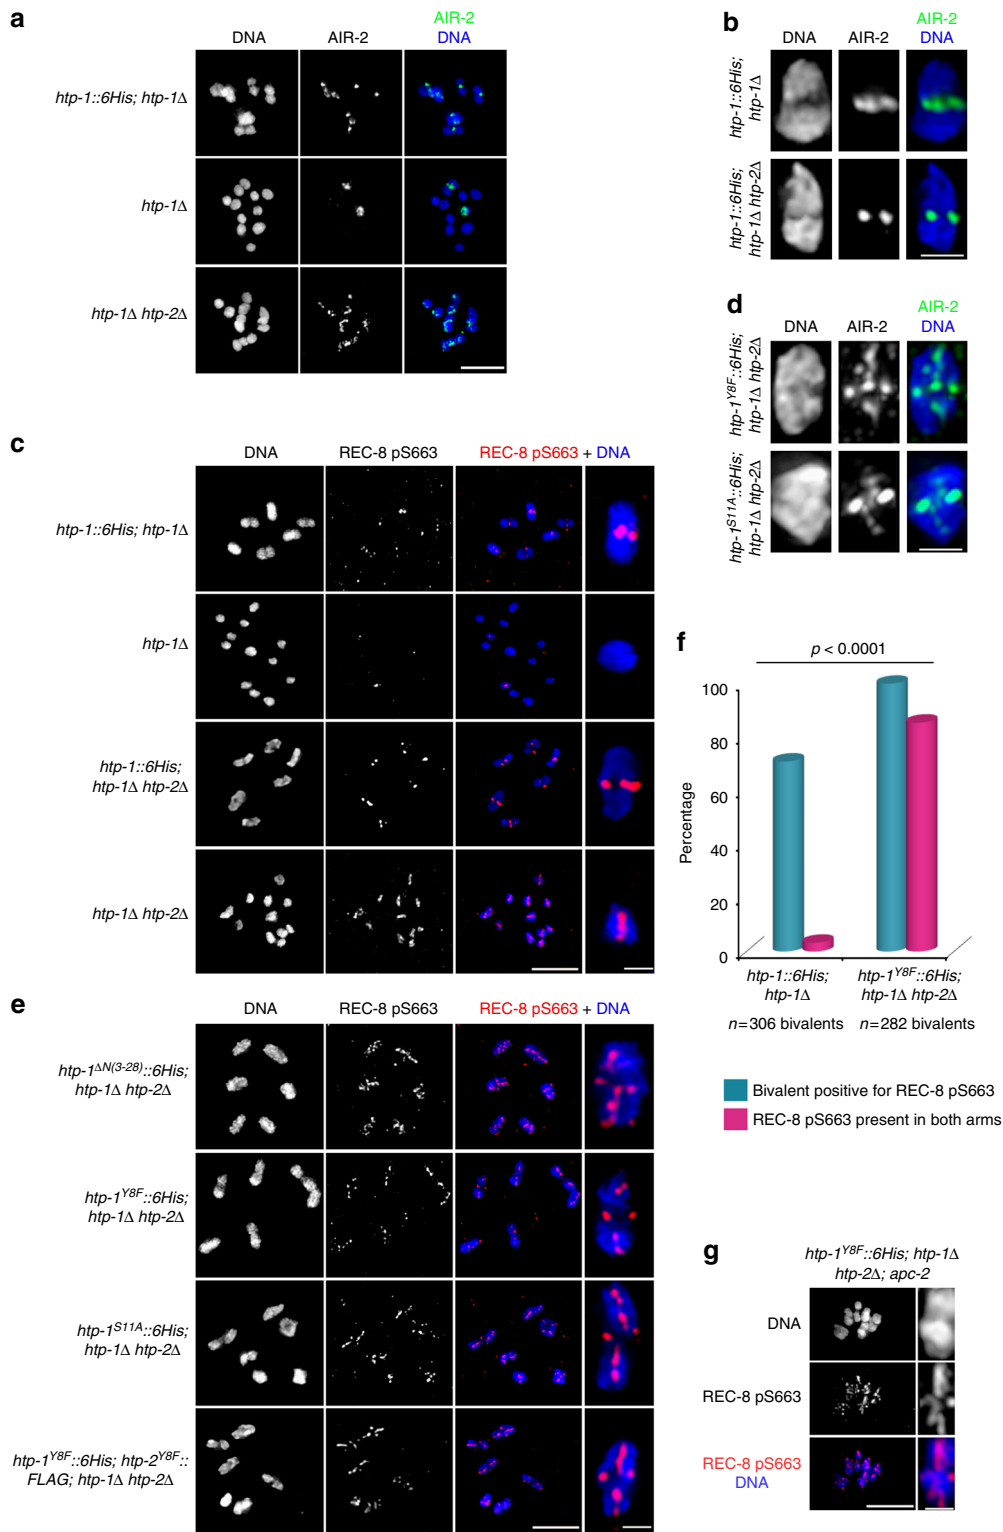 a
DNA AIR-2 AIR-2 DNA
htp-1::6His; htp-1Δ
htp-1Δ
htp-1Δ htp-2Δ
b
DNA AIR-2 AIR-2 DNA
htp-1::6His; htp-1Δ
htp-1::6His; htp-1Δ htp-2Δ
c
DNA REC-8 pS663 REC-8 pS663 + DNA
htp-1::6His; htp-1Δ
htp-1Δ
htp-1::6His;
htp-1Δ htp-2Δ
htp-1Δ htp-2Δ
d
DNA AIR-2 AIR-2 DNA
htp-1Y8F::6His; htp-1Δ htp-2Δ
htp-1S11A::6His; htp-1Δ htp-2Δ
e
DNA REC-8 pS663 REC-8 pS663 + DNA
htp-1ΔN(3-28)::6His;
htp-1Δ htp-2Δ
htp-1Y8F::6His;
htp-1Δ htp-2Δ
htp-1S11A::6His;
htp-1Δ htp-2Δ
htp-1Y8F::6His; htp-2Y8F::
FLAG; htp-1Δ htp-2Δ
f
p < 0.0001
100
80
60
40
20
0
Percentage
htp-1::6His;
htp-1Δ
n=306 bivalents
htp-1Y8F::6His;
htp-1Δ htp-2Δ
n=282 bivalents
Bivalent positive for REC-8 pS663
REC-8 pS663 present in both arms
g
htp-1Y8F::6His; htp-1Δ
htp-2Δ; apc-2
DNA
REC-8 pS663
REC-8 pS663
DNA